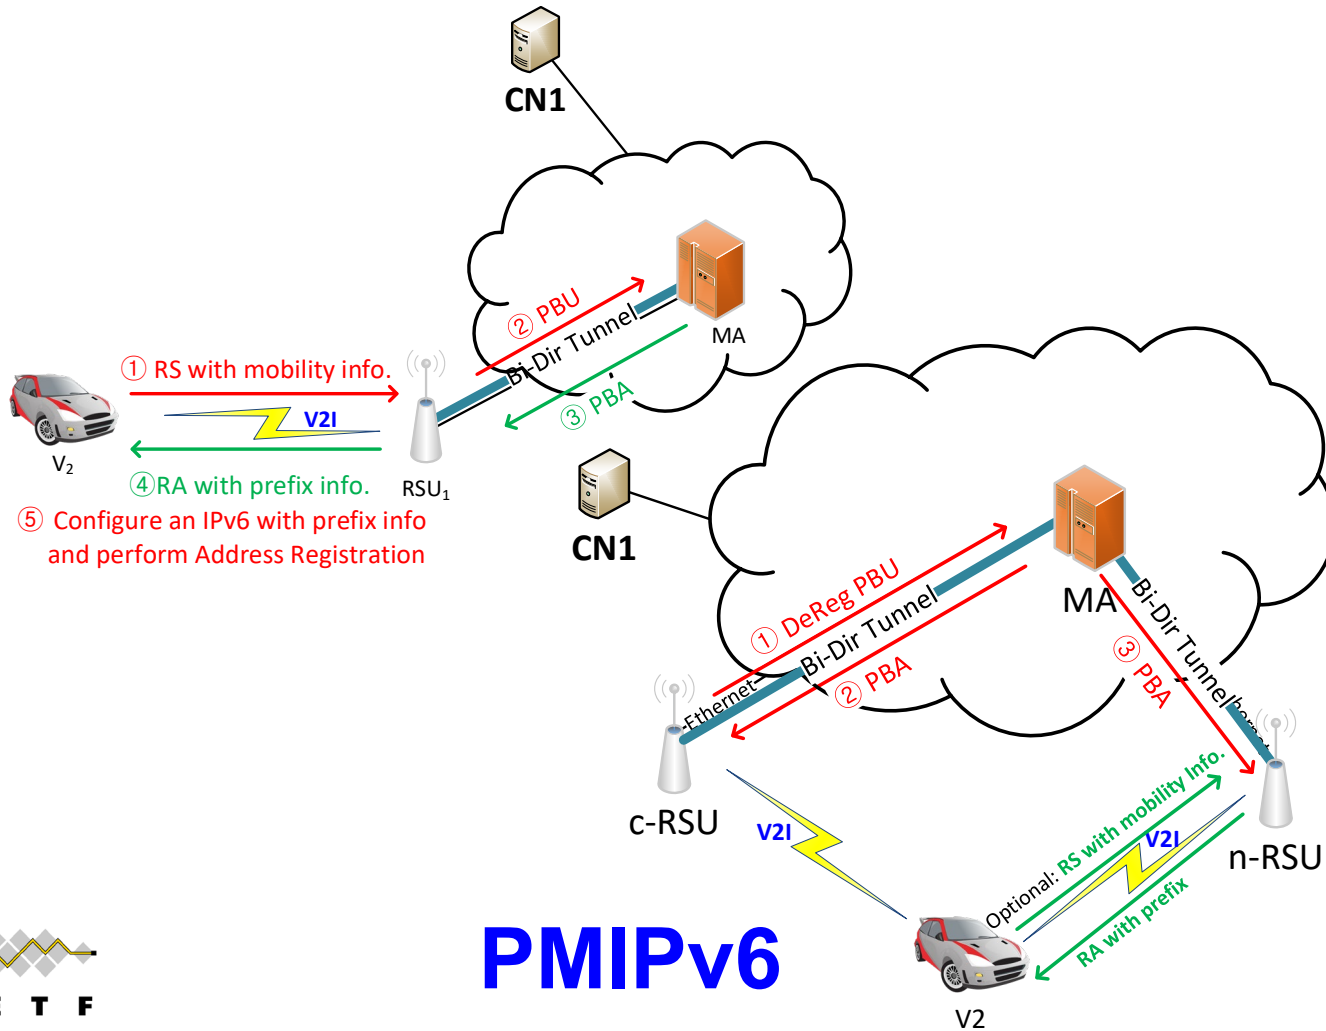 CN1
② PBU
Bi-Dir Tunnel
MA
③ PBA
① RS with mobility info.
V2I
V₂
④RA with prefix info.
RSU₁
⑤ Configure an IPv6 with prefix info
and perform Address Registration
CN1
① DeReg PBU
Bi-Dir Tunnel
② PBA
Ethernet
MA
Bi-Dir Tunnel
③ PBA
c-RSU
n-RSU
V2I
V2I
Optional: RS with mobility Info.
RA with prefix
V2
PMIPv6
T F